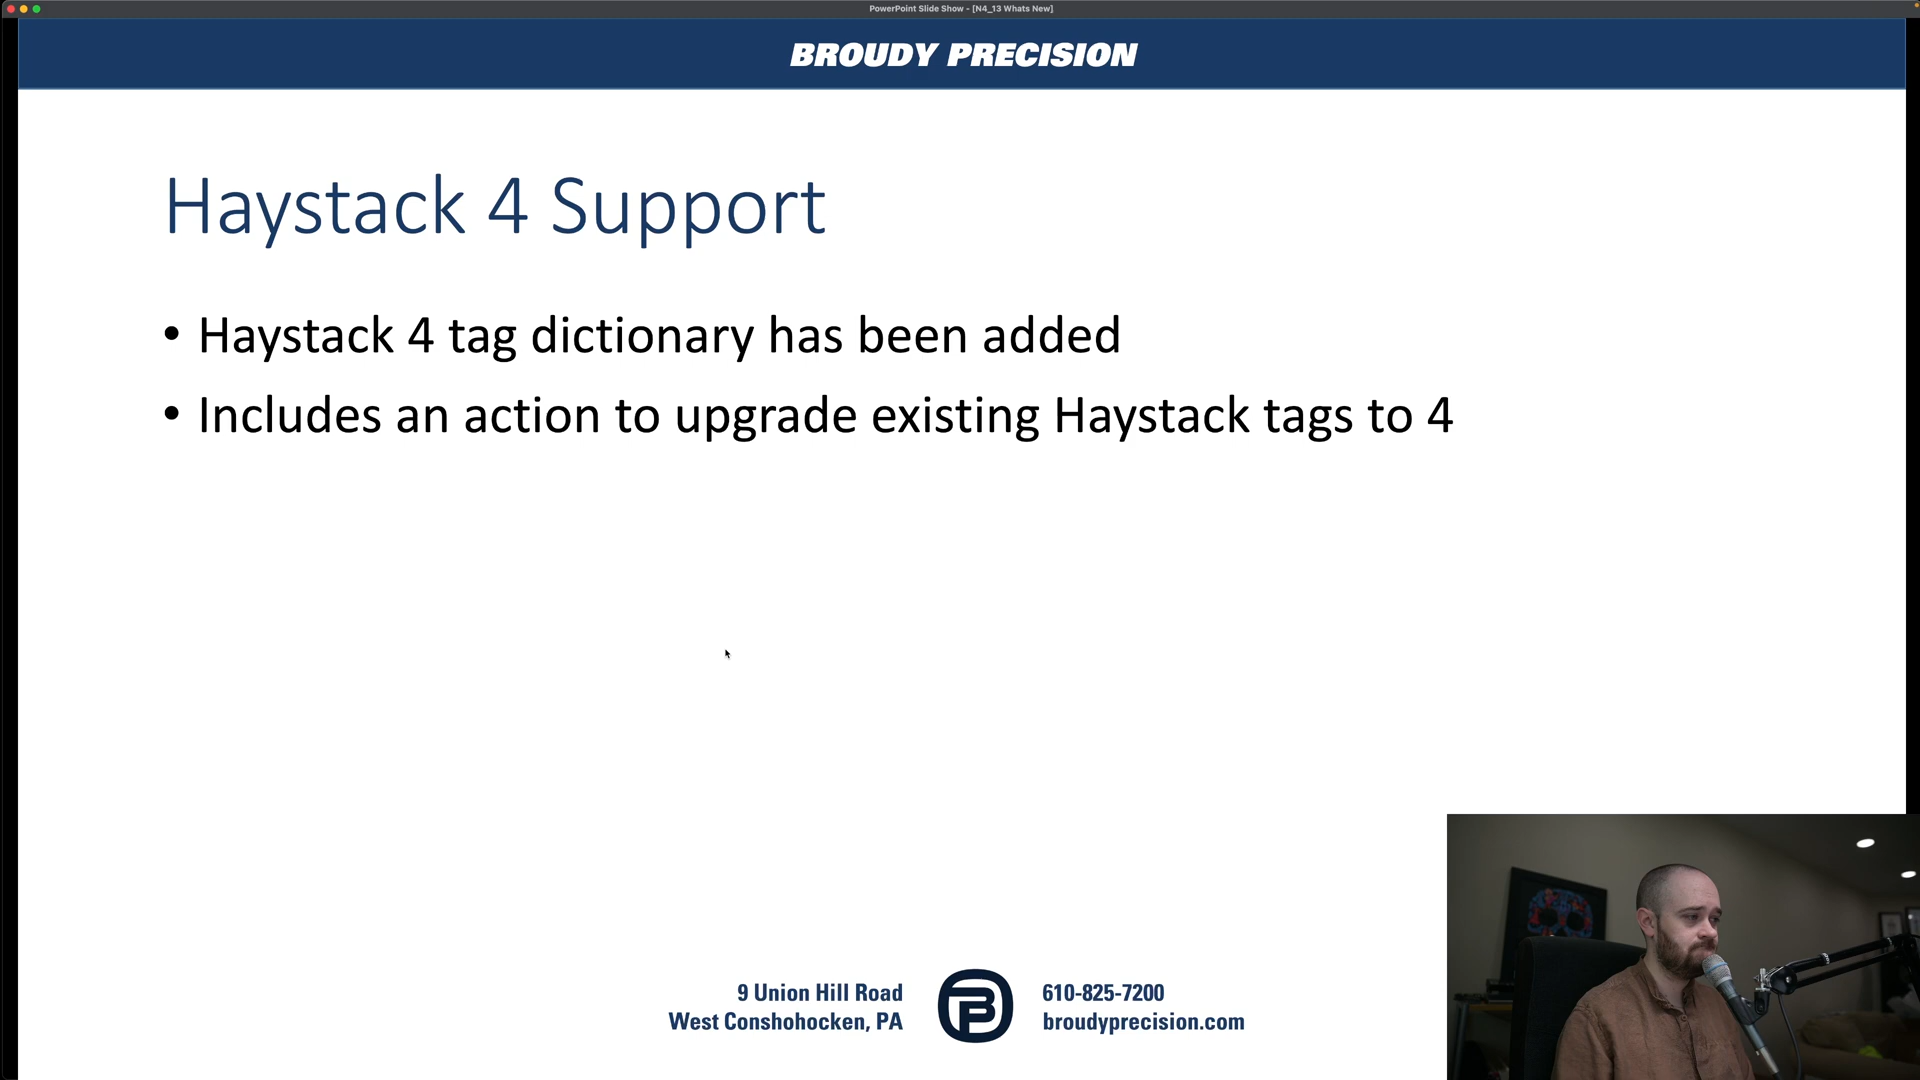 PowerPoint Slide Show - [N4_13 Whats New]
BROUDY PRECISION
Haystack 4 Support
• Haystack 4 tag dictionary has been added
• Includes an action to upgrade existing Haystack tags to 4
9 Union Hill Road
West Conshohocken, PA
610-825-7200
broudyprecision.com